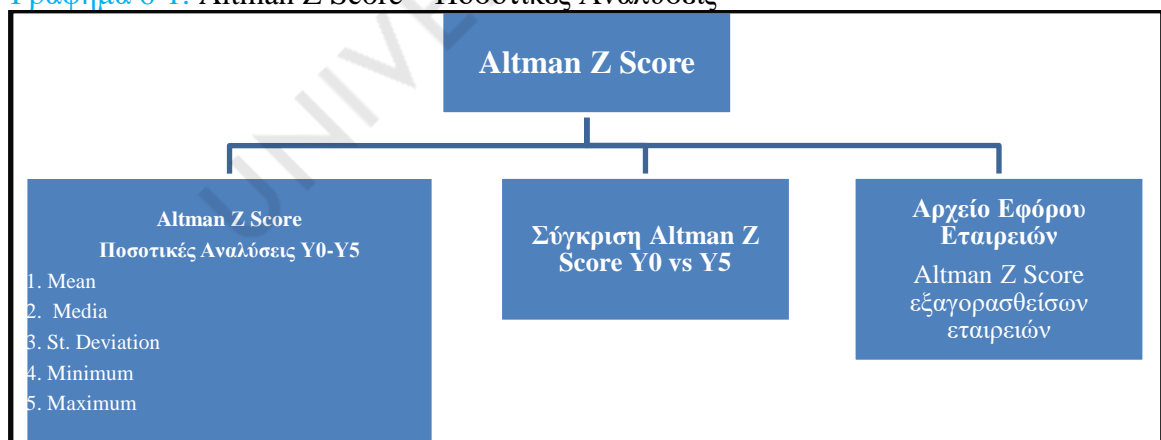 Altman Z Score
Altman Z Score
Ποσοτικές Αναλύσεις Y0-Y5
1. Mean
2. Media
3. St. Deviation
4. Minimum
5. Maximum
Σύγκριση Altman Z
Score Y0 vs Y5
Αρχείο Εφόρου
Εταιρειών
Altman Z Score
εξαγορασθείσων
εταιρειών